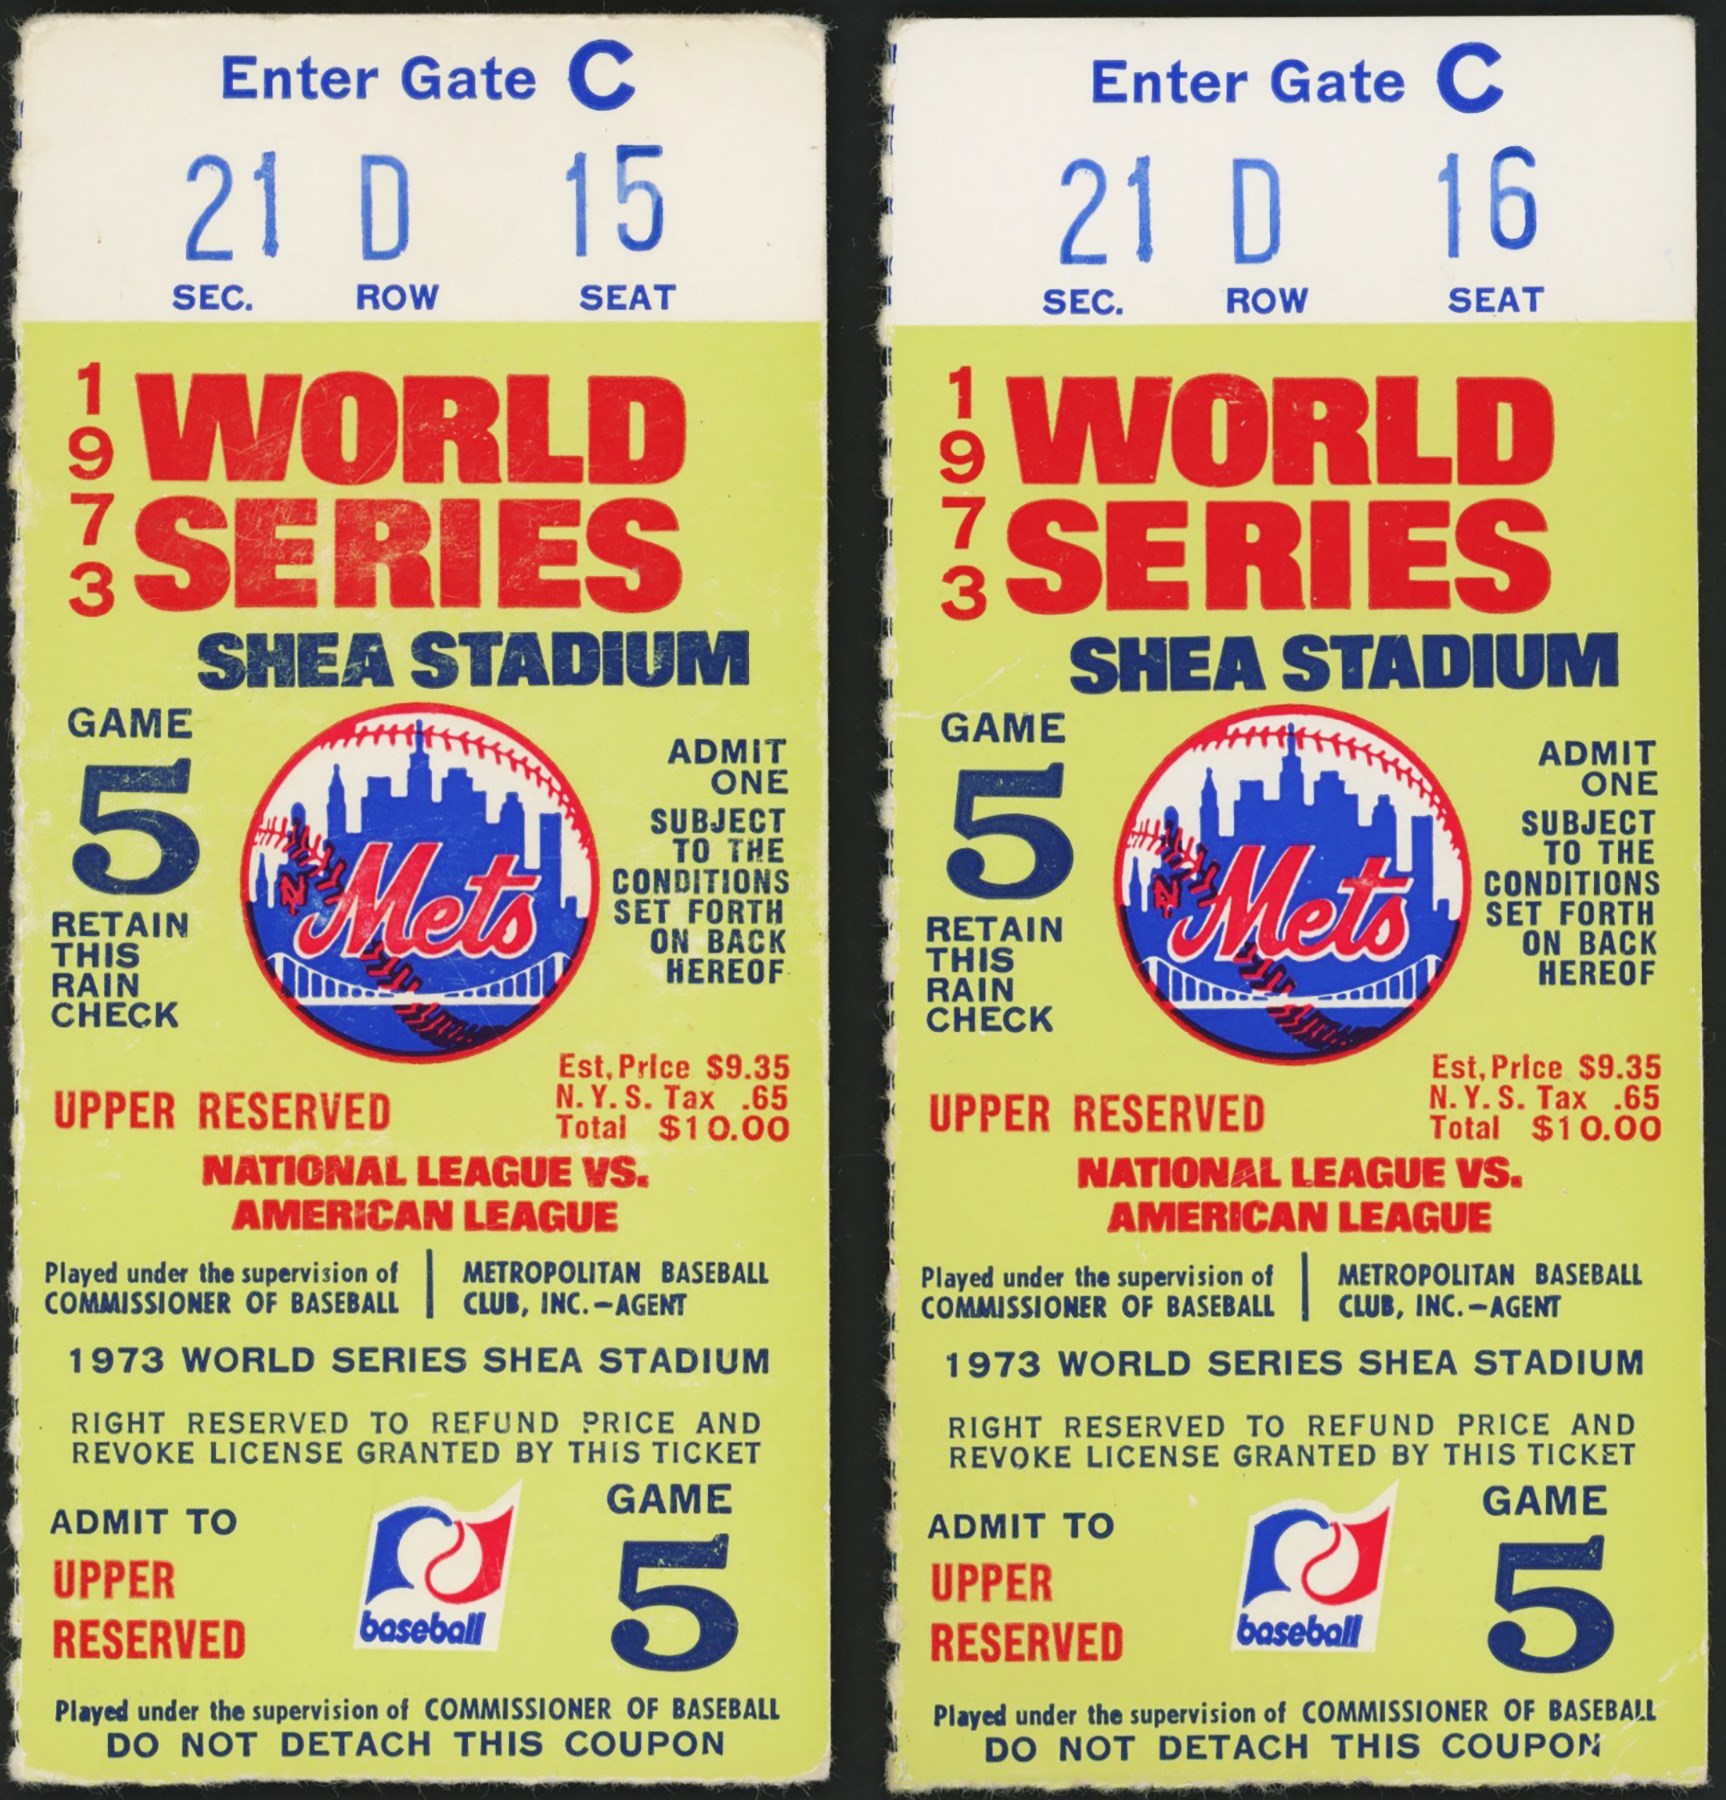 Enter Gate C
21 D 15
SEC. ROW SEAT
1973
WORLD
SERIES
SHEA STADIUM
GAME
5
RETAIN
THIS
RAIN
CHECK
NY
Mets
ADMIT
ONE
SUBJECT
TO THE
CONDITIONS
SET FORTH
ON BACK
HEREOF
UPPER RESERVED
Est, Price $9.35
N.Y.S. Tax .65
Total $10.00
NATIONAL LEAGUE VS.
AMERICAN LEAGUE
Played under the supervision of
COMMISSIONER OF BASEBALL
METROPOLITAN BASEBALL
CLUB, INC.-AGENT
1973 WORLD SERIES SHEA STADIUM
RIGHT RESERVED TO REFUND PRICE AND
REVOKE LICENSE GRANTED BY THIS TICKET
ADMIT TO
UPPER
RESERVED
baseball
GAME
5
Played under the supervision of COMMISSIONER OF BASEBALL
DO NOT DETACH THIS COUPON
Enter Gate C
21 D 16
SEC. ROW SEAT
1973
WORLD
SERIES
SHEA STADIUM
GAME
5
RETAIN
THIS
RAIN
CHECK
NY
Mets
ADMIT
ONE
SUBJECT
TO THE
CONDITIONS
SET FORTH
ON BACK
HEREOF
UPPER RESERVED
Est, Price $9.35
N.Y.S. Tax .65
Total $10.00
NATIONAL LEAGUE VS.
AMERICAN LEAGUE
Played under the supervision of
COMMISSIONER OF BASEBALL
METROPOLITAN BASEBALL
CLUB, INC.-AGENT
1973 WORLD SERIES SHEA STADIUM
RIGHT RESERVED TO REFUND PRICE AND
REVOKE LICENSE GRANTED BY THIS TICKET
ADMIT TO
UPPER
RESERVED
baseball
GAME
5
Played under the supervision of COMMISSIONER OF BASEBALL
DO NOT DETACH THIS COUPON